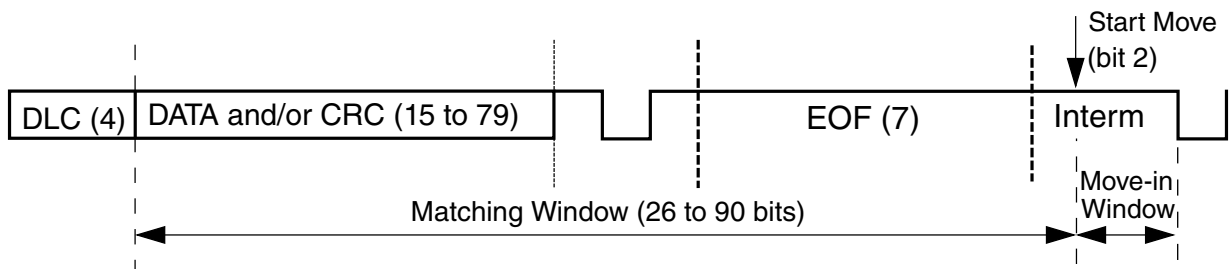 Start Move
(bit 2)
DLC (4)
DATA and/or CRC (15 to 79)
EOF (7)
Interm
Matching Window (26 to 90 bits)
Move-in
Window